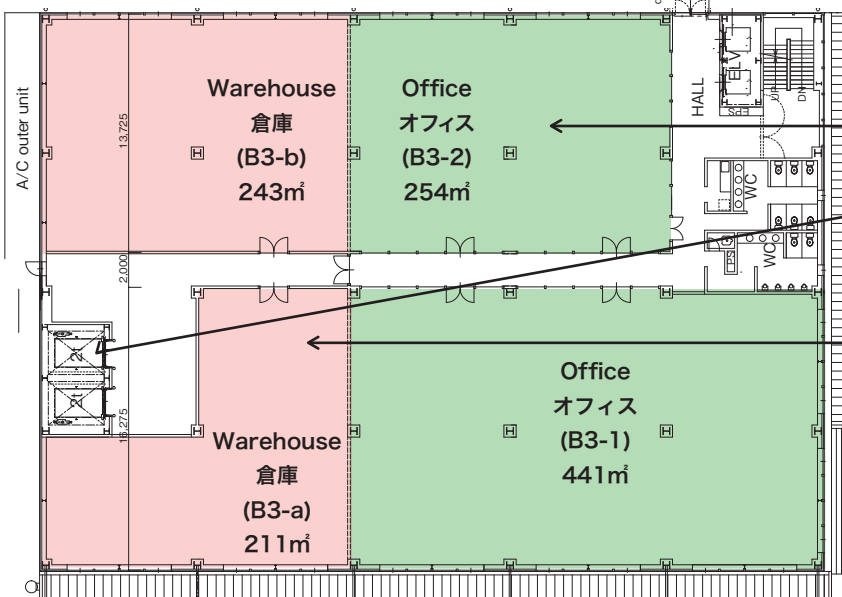 A/C outer unit
13,725
2,000
16,275
Warehouse
倉庫
(B3-b)
243㎡
Office
オフィス
(B3-2)
254㎡
HALL
ELV
EPS
UP
DN
WC
PS
WC
2t
2t
Warehouse
倉庫
(B3-a)
211㎡
Office
オフィス
(B3-1)
441㎡